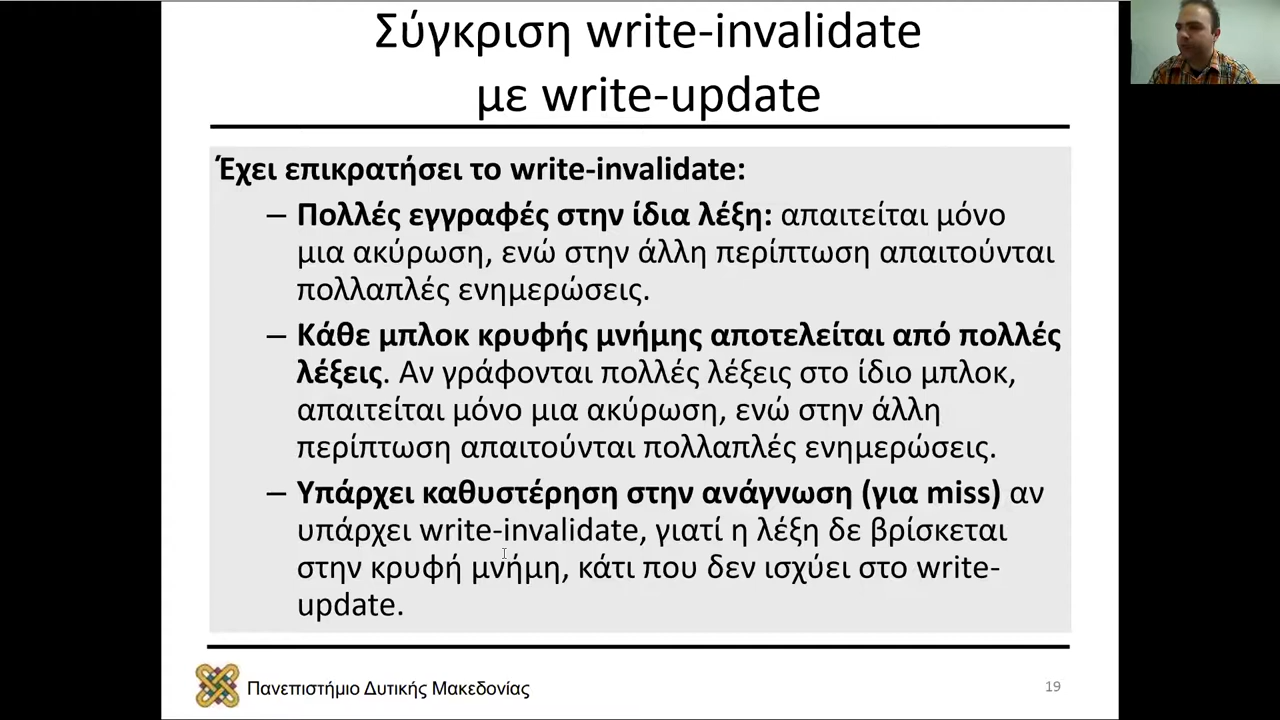 Σύγκριση write-invalidate
με write-update
Έχει επικρατήσει το write-invalidate:
– Πολλές εγγραφές στην ίδια λέξη: απαιτείται μόνο
μια ακύρωση, ενώ στην άλλη περίπτωση απαιτούνται
πολλαπλές ενημερώσεις.
– Κάθε μπλοκ κρυφής μνήμης αποτελείται από πολλές
λέξεις. Αν γράφονται πολλές λέξεις στο ίδιο μπλοκ,
απαιτείται μόνο μια ακύρωση, ενώ στην άλλη
περίπτωση απαιτούνται πολλαπλές ενημερώσεις.
– Υπάρχει καθυστέρηση στην ανάγνωση (για miss) αν
υπάρχει write-invalidate, γιατί η λέξη δε βρίσκεται
στην κρυφή μνήμη, κάτι που δεν ισχύει στο write-
update.
Πανεπιστήμιο Δυτικής Μακεδονίας
19